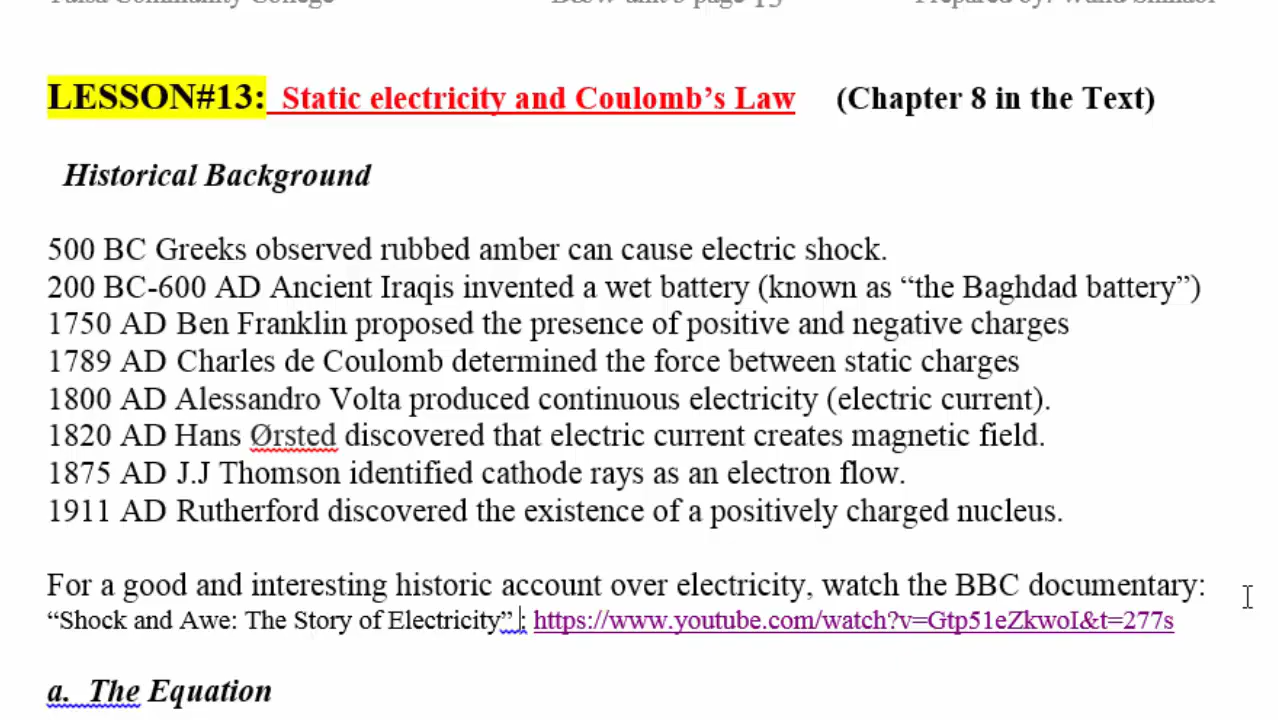 LESSON#13: Static electricity and Coulomb’s Law (Chapter 8 in the Text)
Historical Background
500 BC Greeks observed rubbed amber can cause electric shock.
200 BC-600 AD Ancient Iraqis invented a wet battery (known as “the Baghdad battery”)
1750 AD Ben Franklin proposed the presence of positive and negative charges
1789 AD Charles de Coulomb determined the force between static charges
1800 AD Alessandro Volta produced continuous electricity (electric current).
1820 AD Hans Ørsted discovered that electric current creates magnetic field.
1875 AD J.J Thomson identified cathode rays as an electron flow.
1911 AD Rutherford discovered the existence of a positively charged nucleus.
For a good and interesting historic account over electricity, watch the BBC documentary:
“Shock and Awe: The Story of Electricity” : https://www.youtube.com/watch?v=Gtp51eZkwoI&t=277s
a. The Equation